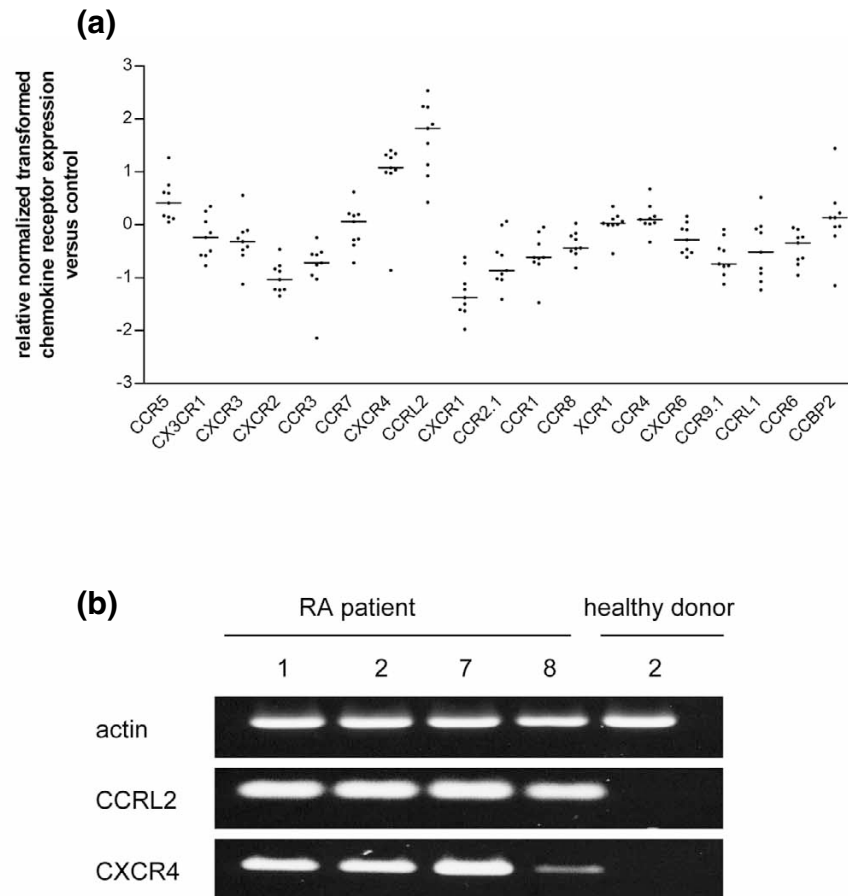 (a)
relative normalized transformed
chemokine receptor expression
versus control
3
2
1
0
-1
-2
-3
CCR5
CX3CR1
CXCR3
CXCR2
CCR3
CCR7
CXCR4
CCRL2
CXCR1
CCR2.1
CCR1
CCR8
XCR1
CCR4
CXCR6
CCR9.1
CCRL1
CCR6
CCBP2
(b)
RA patient healthy donor
1 2 7 8 2
actin
CCRL2
CXCR4